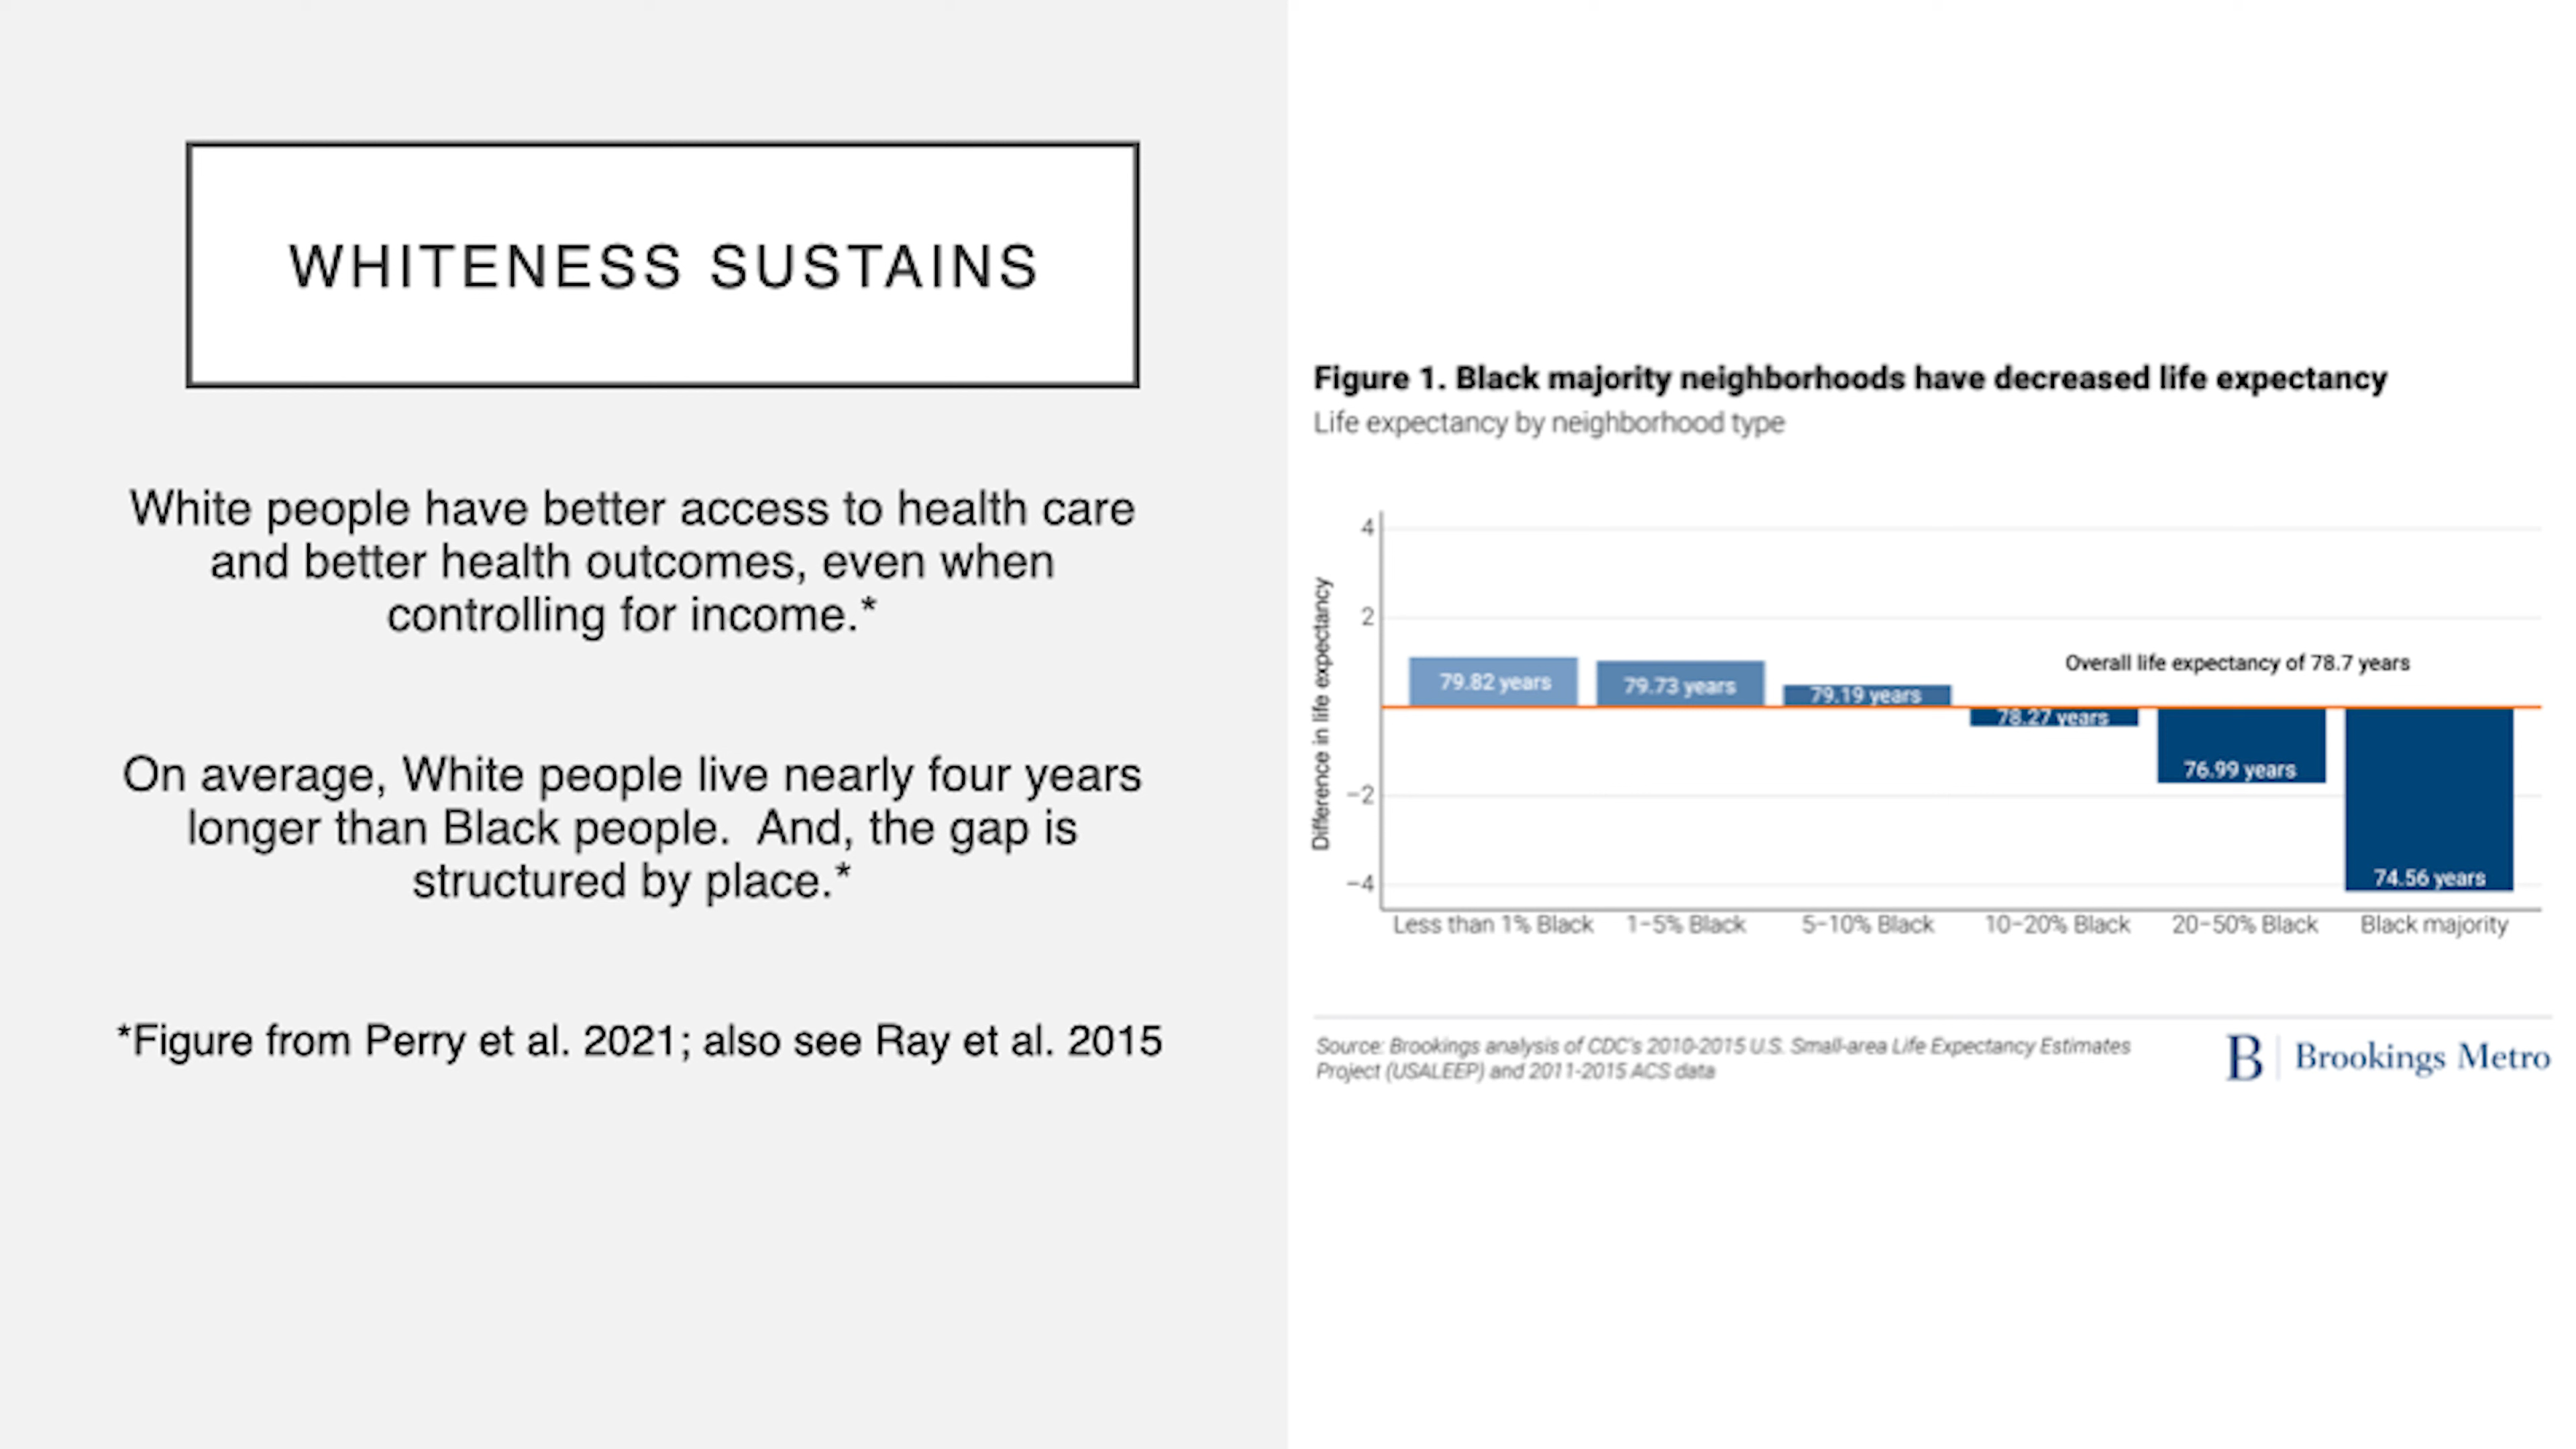 WHITENESS SUSTAINS
White people have better access to health care
and better health outcomes, even when
controlling for income.*
On average, White people live nearly four years
longer than Black people.  And, the gap is
structured by place.*
*Figure from Perry et al. 2021; also see Ray et al. 2015
Figure 1. Black majority neighborhoods have decreased life expectancy
Life expectancy by neighborhood type
Difference in life expectancy
4
2
−2
−4
Overall life expectancy of 78.7 years
79.82 years
79.73 years
79.19 years
78.27 years
76.99 years
74.56 years
Less than 1% Black
1−5% Black
5−10% Black
10−20% Black
20−50% Black
Black majority
Source: Brookings analysis of CDC's 2010-2015 U.S. Small-area Life Expectancy Estimates
Project (USALEEP) and 2011-2015 ACS data
B | Brookings Metro